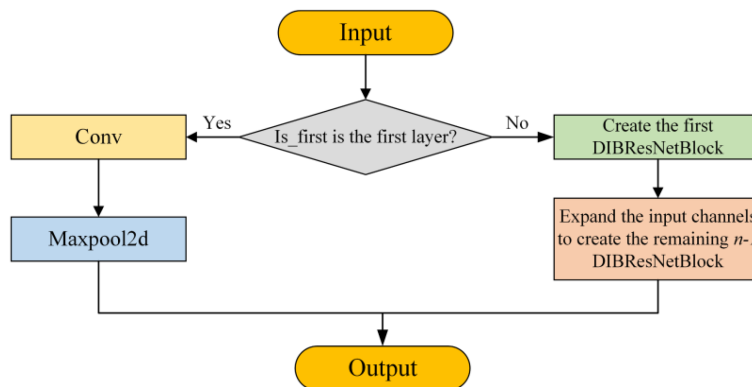 Input
Yes
Is_first is the first layer?
No
Conv
Create the first
DIBResNetBlock
Maxpool2d
Expand the input channels
to create the remaining n-
DIBResNetBlock
Output